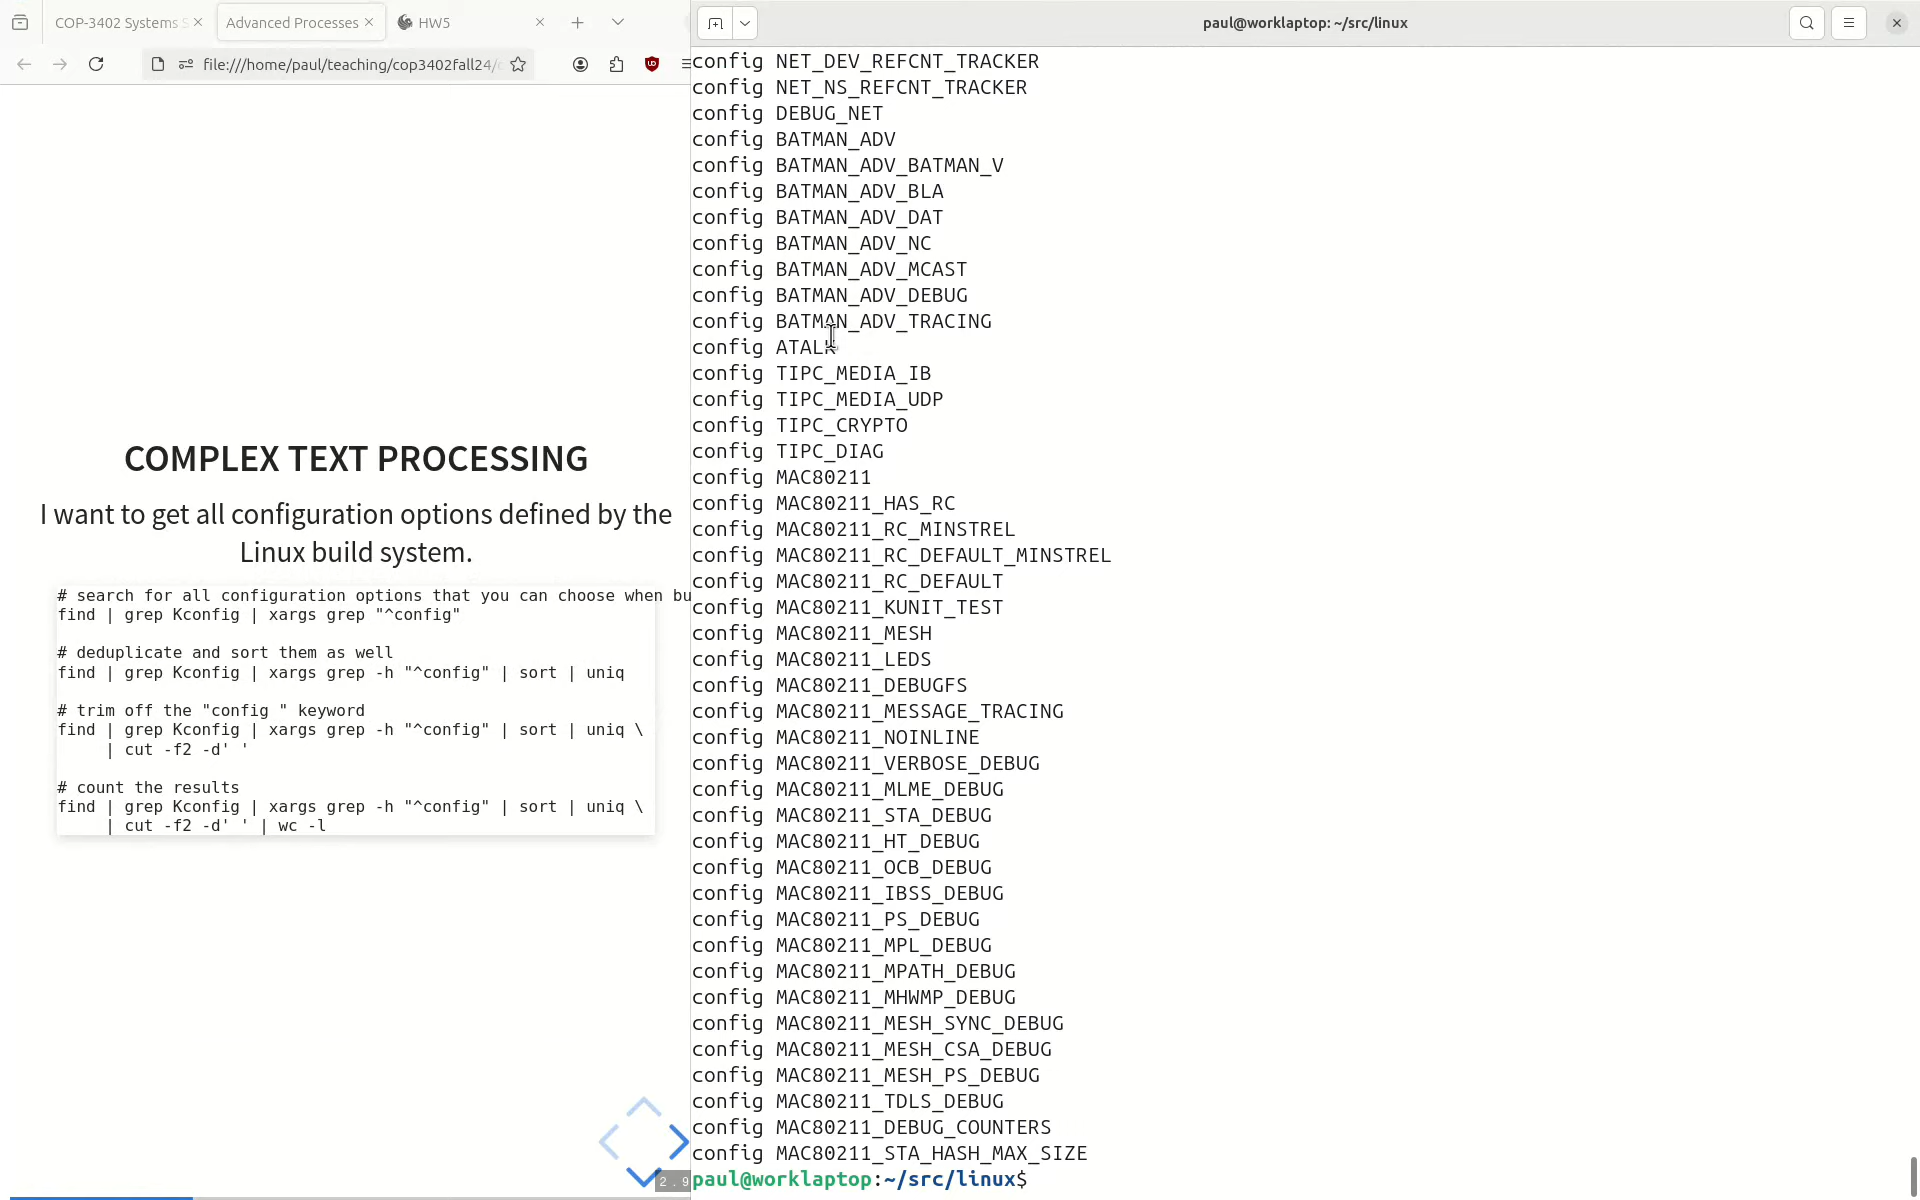 COP-3402 Systems S
Advanced Processes
HW5
file:///home/paul/teaching/cop3402fall24/
COMPLEX TEXT PROCESSING
I want to get all configuration options defined by the
Linux build system.
# search for all configuration options that you can choose when bu
find | grep Kconfig | xargs grep "^config"
# deduplicate and sort them as well
find | grep Kconfig | xargs grep -h "^config" | sort | uniq
# trim off the "config " keyword
find | grep Kconfig | xargs grep -h "^config" | sort | uniq \
| cut -f2 -d' '
# count the results
find | grep Kconfig | xargs grep -h "^config" | sort | uniq \
| cut -f2 -d' ' | wc -l
2.9
paul@worklaptop: ~/src/linux
config NET_DEV_REFCNT_TRACKER
config NET_NS_REFCNT_TRACKER
config DEBUG_NET
config BATMAN_ADV
config BATMAN_ADV_BATMAN_V
config BATMAN_ADV_BLA
config BATMAN_ADV_DAT
config BATMAN_ADV_NC
config BATMAN_ADV_MCAST
config BATMAN_ADV_DEBUG
config BATMAN_ADV_TRACING
config ATALK
config TIPC_MEDIA_IB
config TIPC_MEDIA_UDP
config TIPC_CRYPTO
config TIPC_DIAG
config MAC80211
config MAC80211_HAS_RC
config MAC80211_RC_MINSTREL
config MAC80211_RC_DEFAULT_MINSTREL
config MAC80211_RC_DEFAULT
config MAC80211_KUNIT_TEST
config MAC80211_MESH
config MAC80211_LEDS
config MAC80211_DEBUGFS
config MAC80211_MESSAGE_TRACING
config MAC80211_NOINLINE
config MAC80211_VERBOSE_DEBUG
config MAC80211_MLME_DEBUG
config MAC80211_STA_DEBUG
config MAC80211_HT_DEBUG
config MAC80211_OCB_DEBUG
config MAC80211_IBSS_DEBUG
config MAC80211_PS_DEBUG
config MAC80211_MPL_DEBUG
config MAC80211_MPATH_DEBUG
config MAC80211_MHWMP_DEBUG
config MAC80211_MESH_SYNC_DEBUG
config MAC80211_MESH_CSA_DEBUG
config MAC80211_MESH_PS_DEBUG
config MAC80211_TDLS_DEBUG
config MAC80211_DEBUG_COUNTERS
config MAC80211_STA_HASH_MAX_SIZE
paul@worklaptop:~/src/linux$